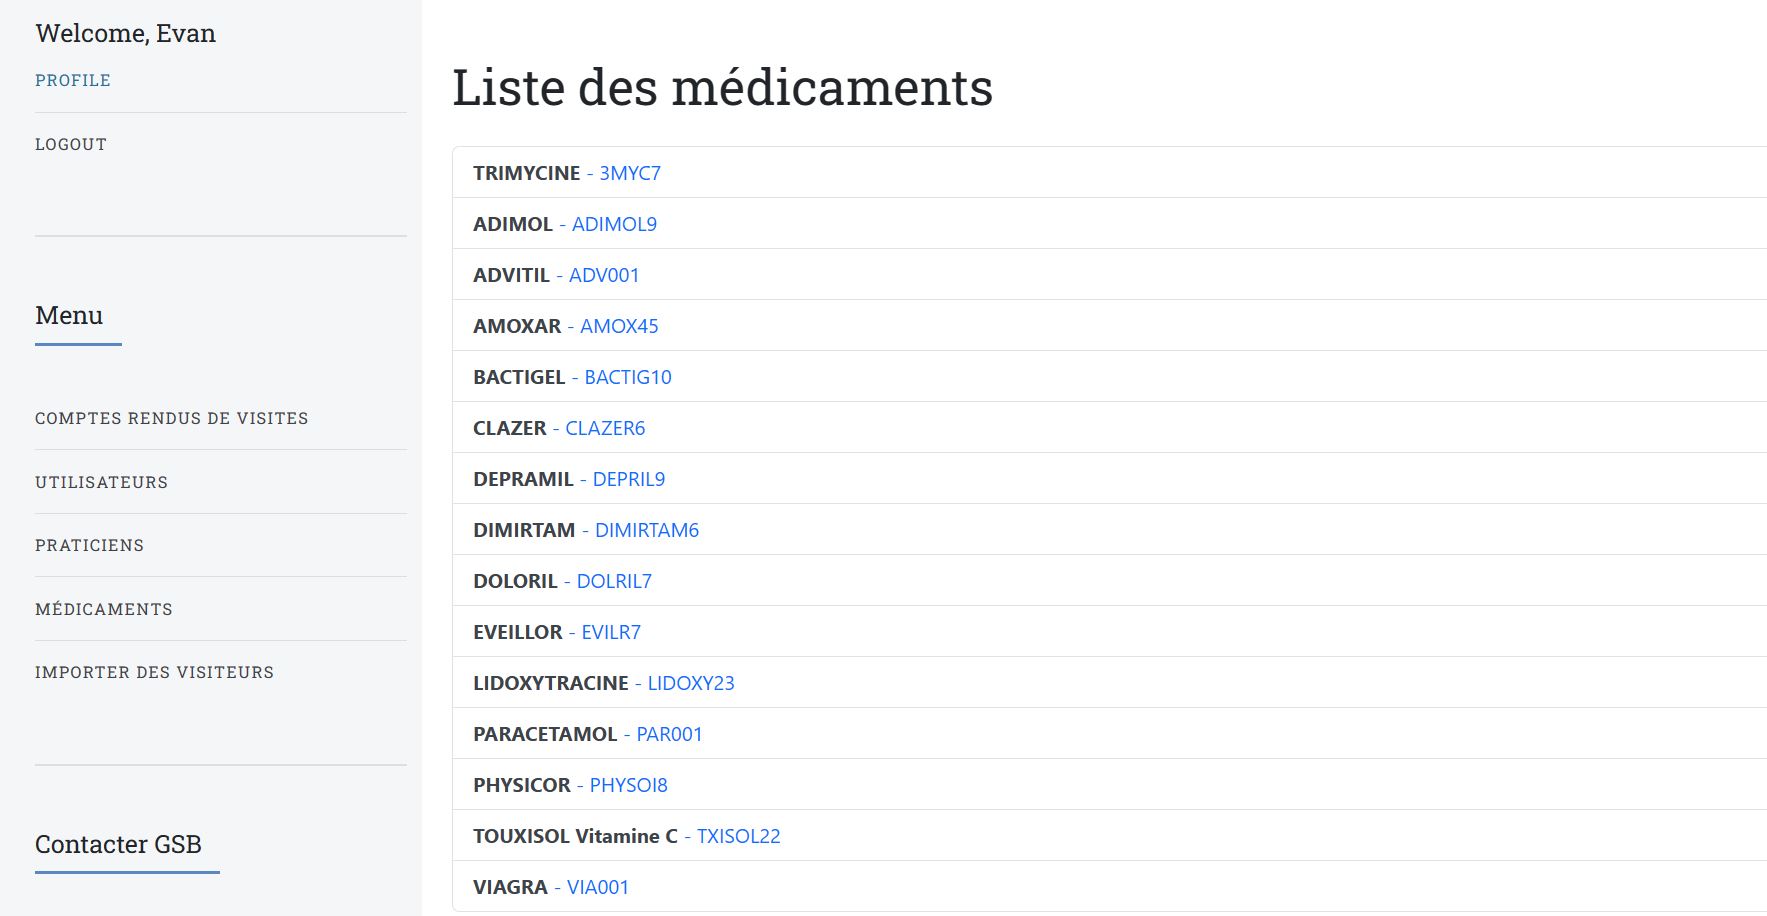 Welcome, Evan
PROFILE
LOGOUT
Menu
COMPTES RENDUS DE VISITES
UTILISATEURS
PRATICIENS
MÉDICAMENTS
IMPORTER DES VISITEURS
Contacter GSB
Liste des médicaments
TRIMYCINE - 3MYC7
ADIMOL - ADIMOL9
ADVITIL - ADV001
AMOXAR - AMOX45
BACTIGEL - BACTIG10
CLAZER - CLAZER6
DEPRAMIL - DEPRIL9
DIMIRTAM - DIMIRTAM6
DOLORIL - DOLRIL7
EVEILLOR - EVILR7
LIDOXYTRACINE - LIDOXY23
PARACETAMOL - PAR001
PHYSICOR - PHYSOI8
TOUXISOL Vitamine C - TXISOL22
VIAGRA - VIA001